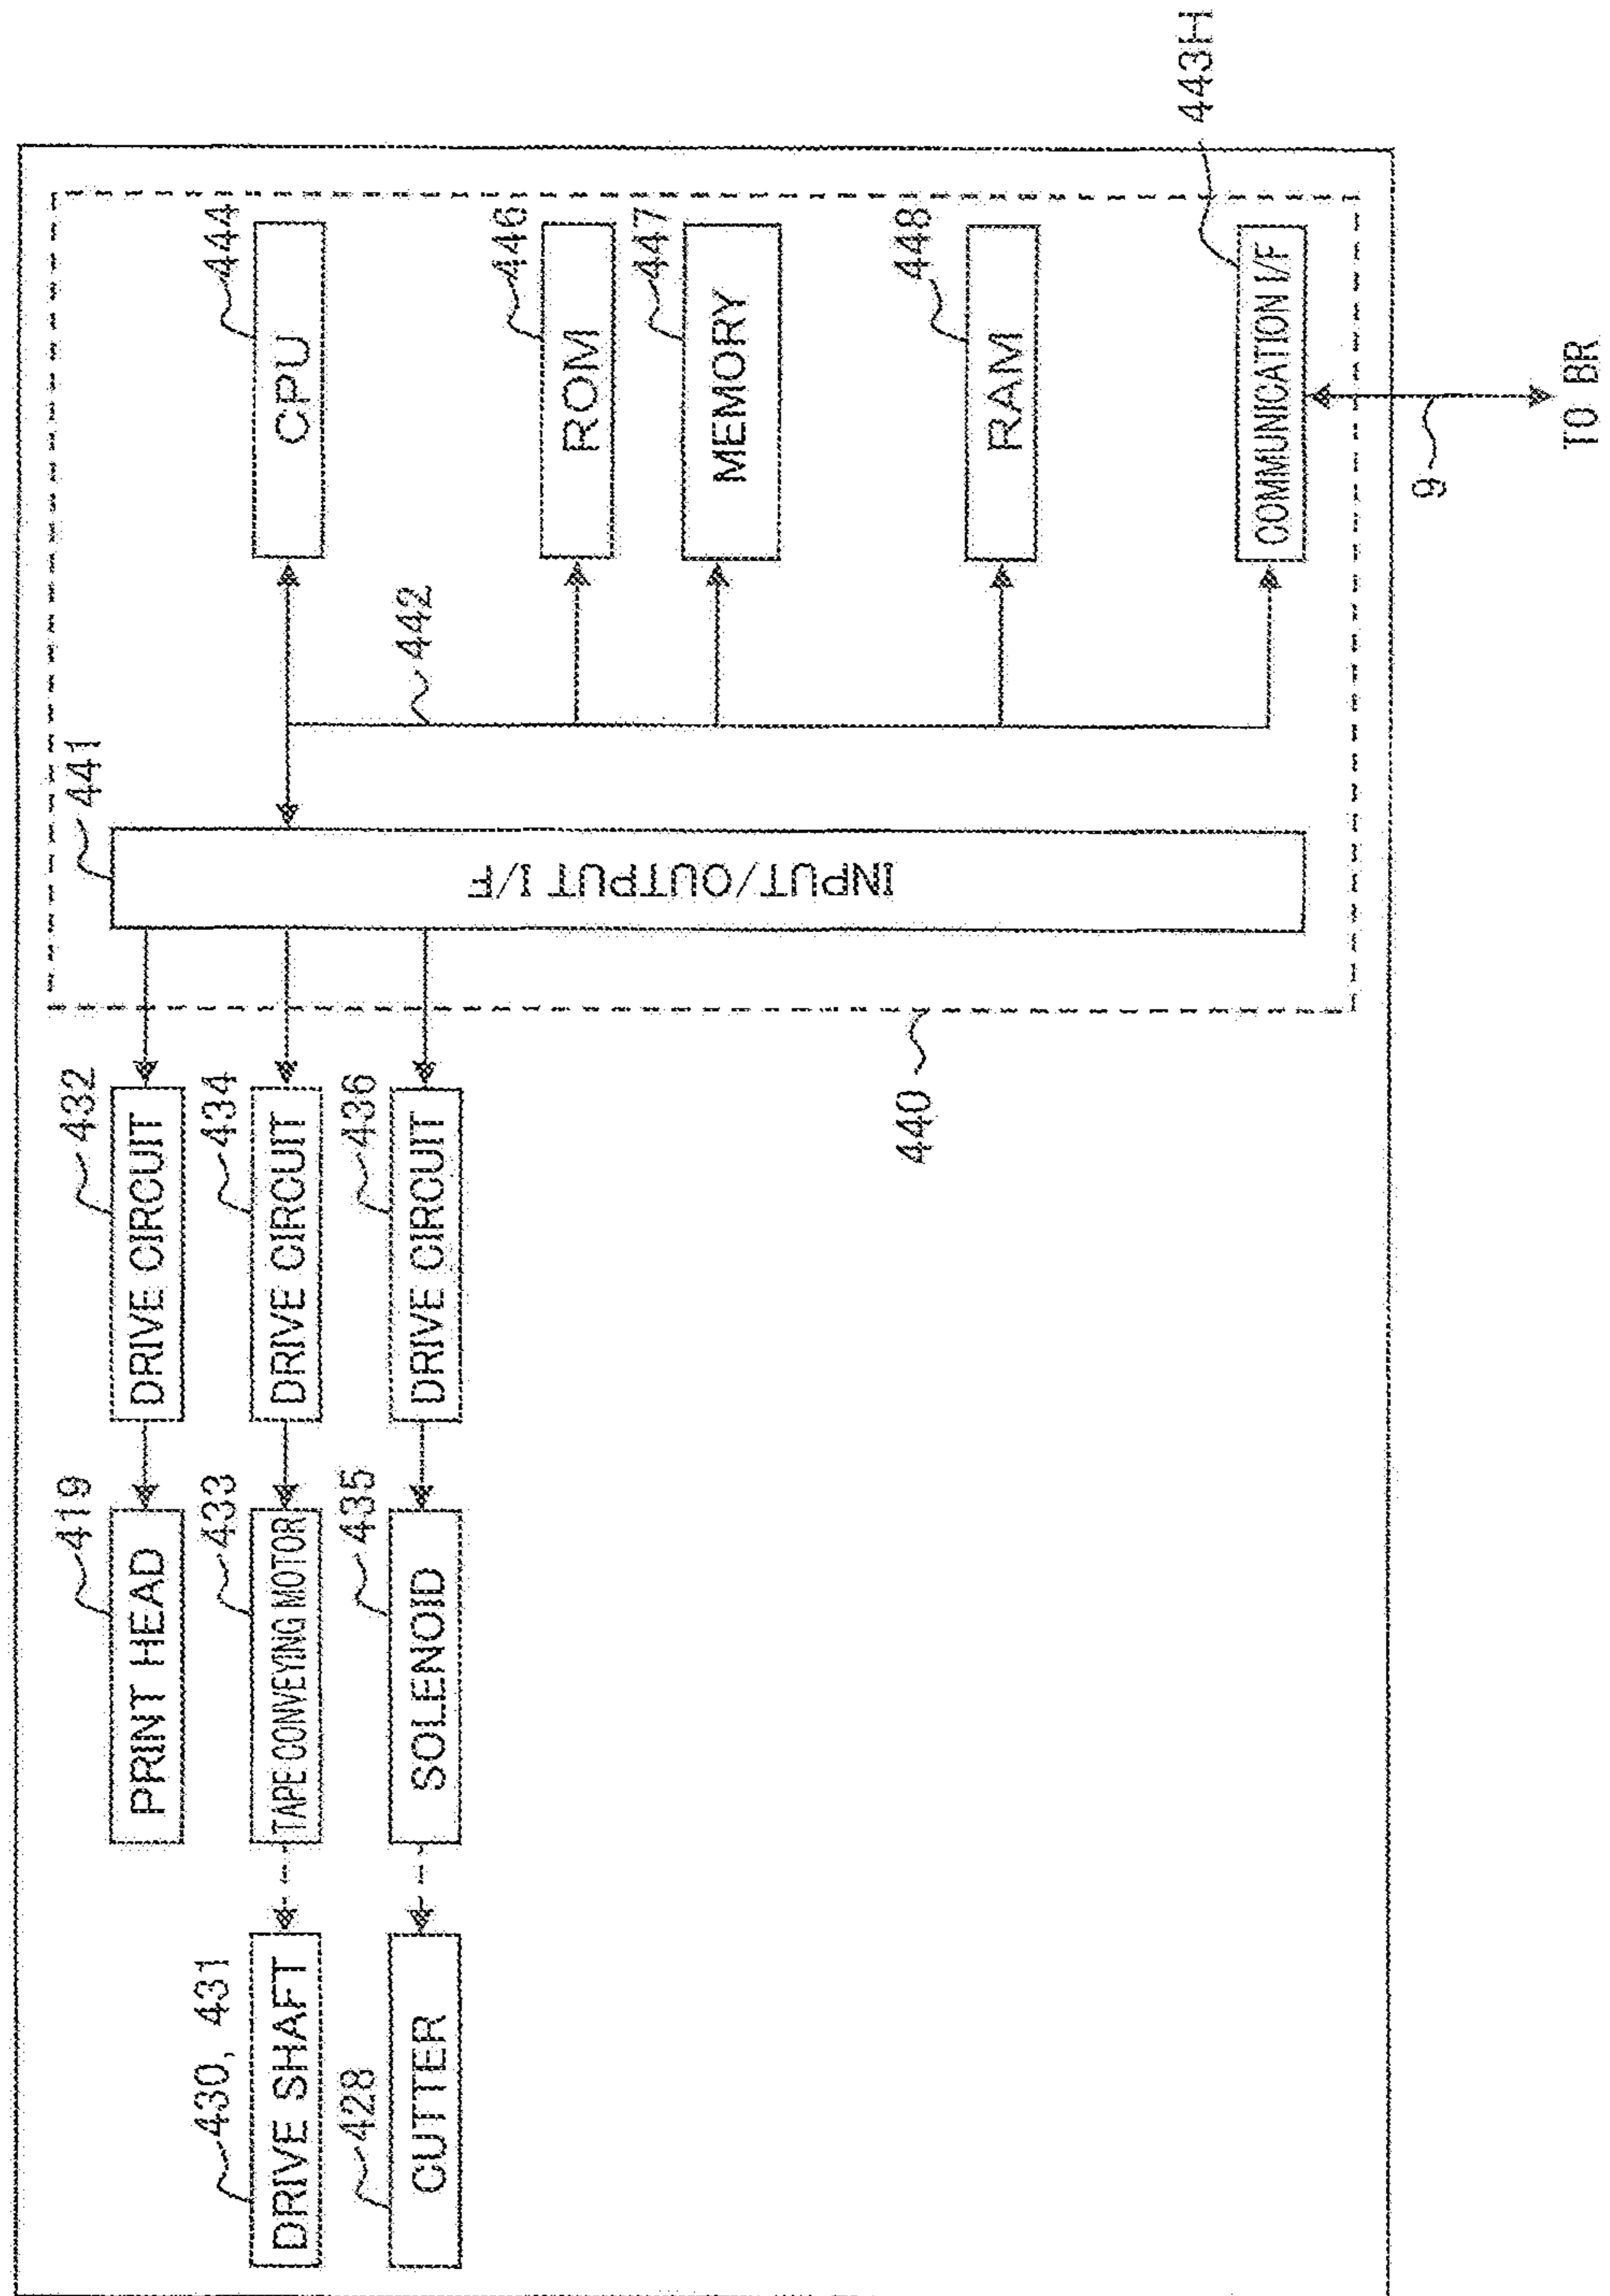 430, 431
DRIVE SHAFT
428
CUTTER
419
PRINT HEAD
433
TAPE CONVEYING MOTOR
435
SOLENOID
432
DRIVE CIRCUIT
434
DRIVE CIRCUIT
436
DRIVE CIRCUIT
440
441
INPUT/OUTPUT I/F
442
444
CPU
446
ROM
447
MEMORY
448
RAM
443H
COMMUNICATION I/F
9
TO BR